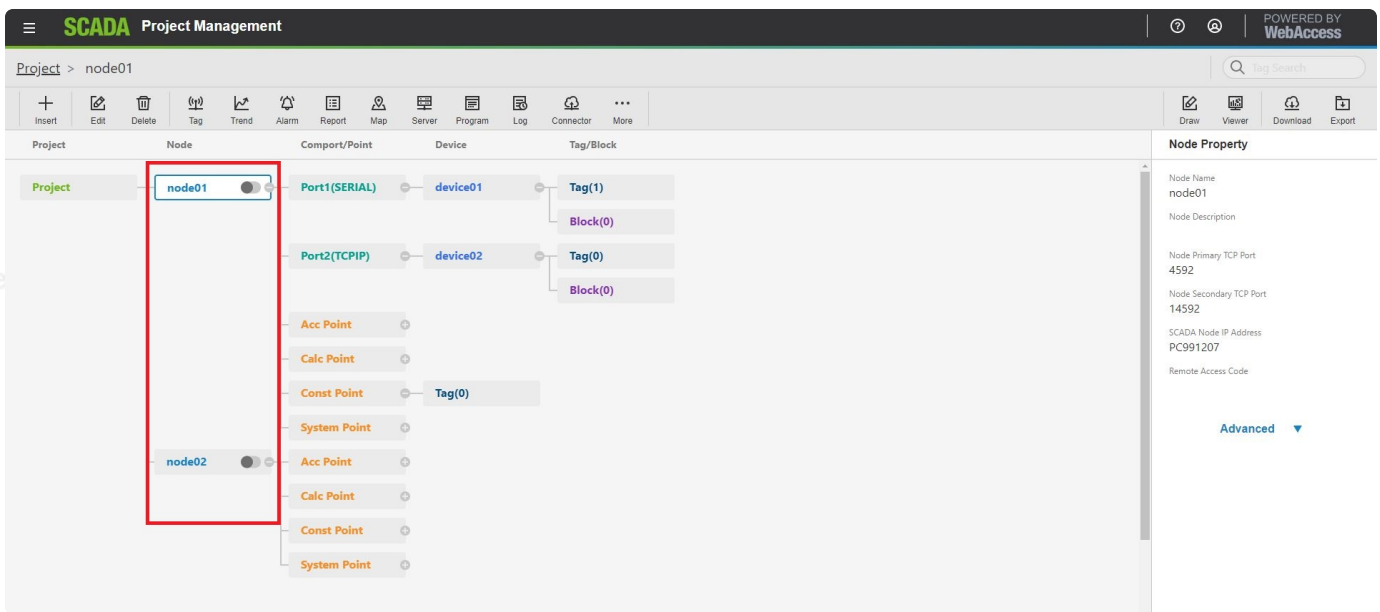 SCADA Project Management
POWERED BY
WebAccess
Project > node01
Tag Search
Insert Edit Delete Tag Trend Alarm Report Map Server Program Log Connector More
Draw Viewer Download Export
Project Node Comport/Point Device Tag/Block
Node Property
Project node01 Port1(SERIAL) device01 Tag(1)
Block(0)
Port2(TCPIP) device02 Tag(0)
Block(0)
Acc Point
Calc Point
Const Point Tag(0)
System Point
node02 Acc Point
Calc Point
Const Point
System Point
Node Name
node01
Node Description
Node Primary TCP Port
4592
Node Secondary TCP Port
14592
SCADA Node IP Address
PC991207
Remote Access Code
Advanced